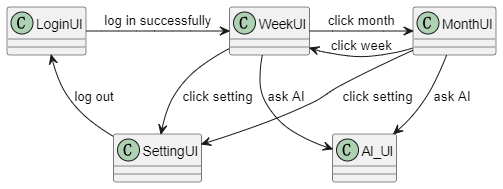 log in successfully
click month
C LoginUI
C WeekUI
C MonthUI
click week
log out
click setting
ask AI
click setting
ask AI
C SettingUI
C AI_UI